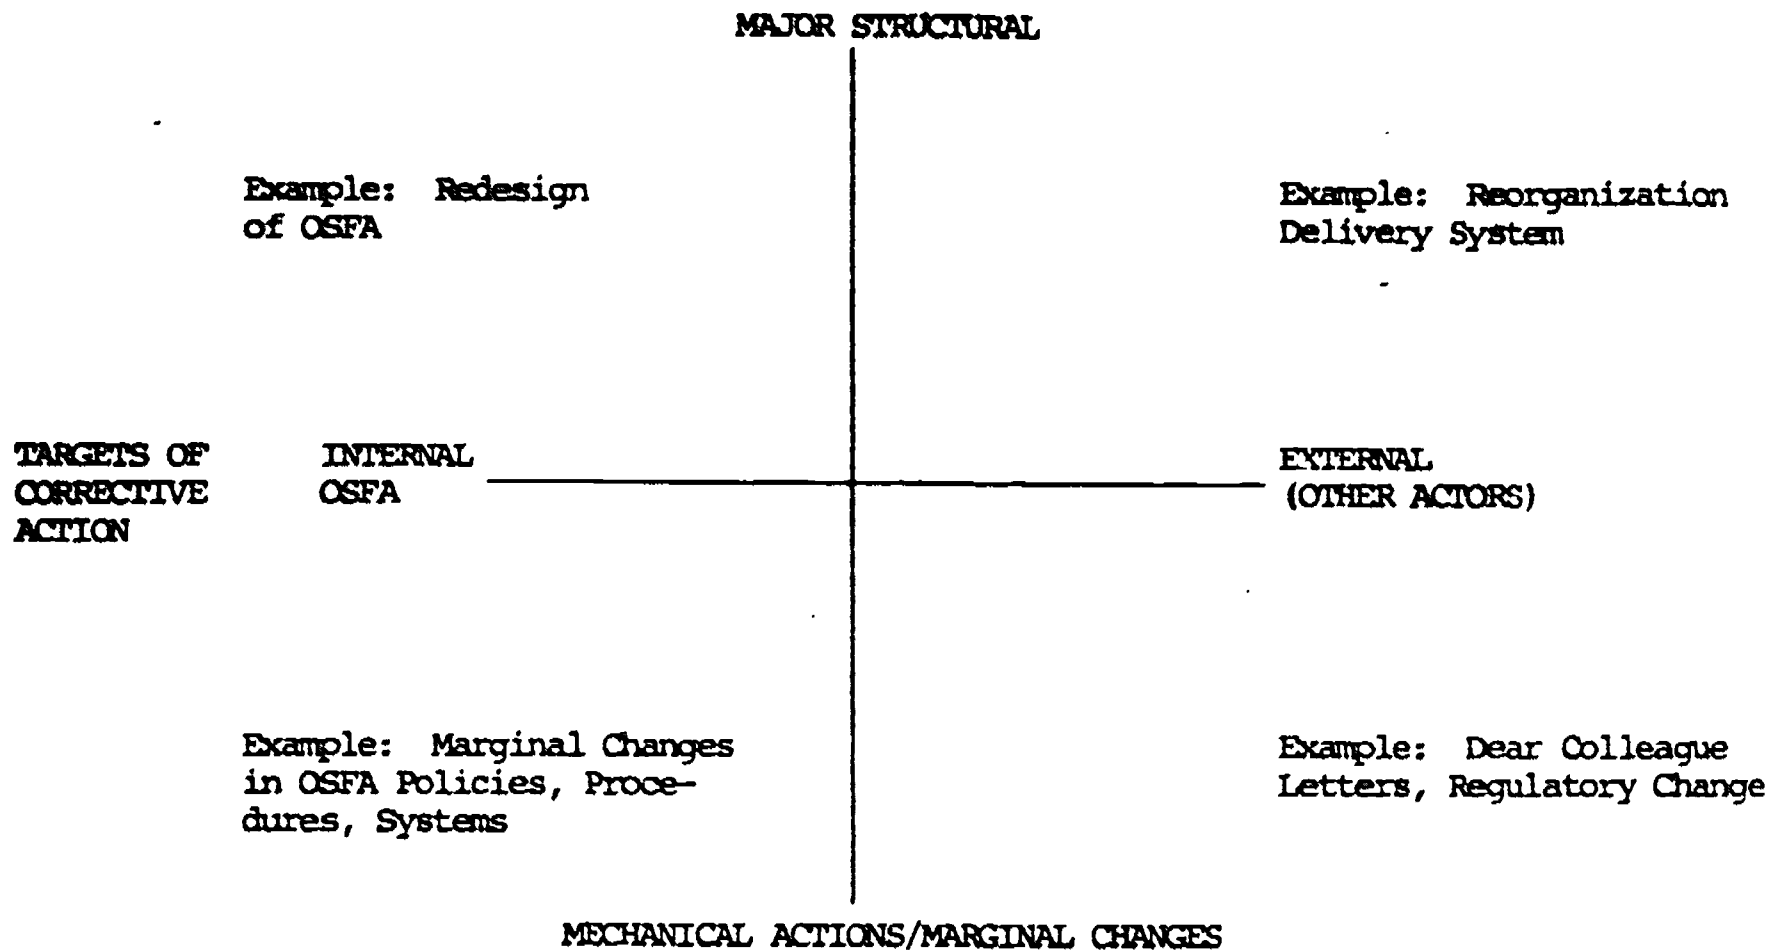 MAJOR STRUCTURAL
Example: Redesign
of OSFA
Example: Reorganization
Delivery System
TARGETS OF
CORRECTIVE
ACTION
INTERNAL
OSFA
EXTERNAL
(OTHER ACTORS)
Example: Marginal Changes
in OSFA Policies, Proce-
dures, Systems
Example: Dear Colleague
Letters, Regulatory Change
MECHANICAL ACTIONS/MARGINAL CHANGES